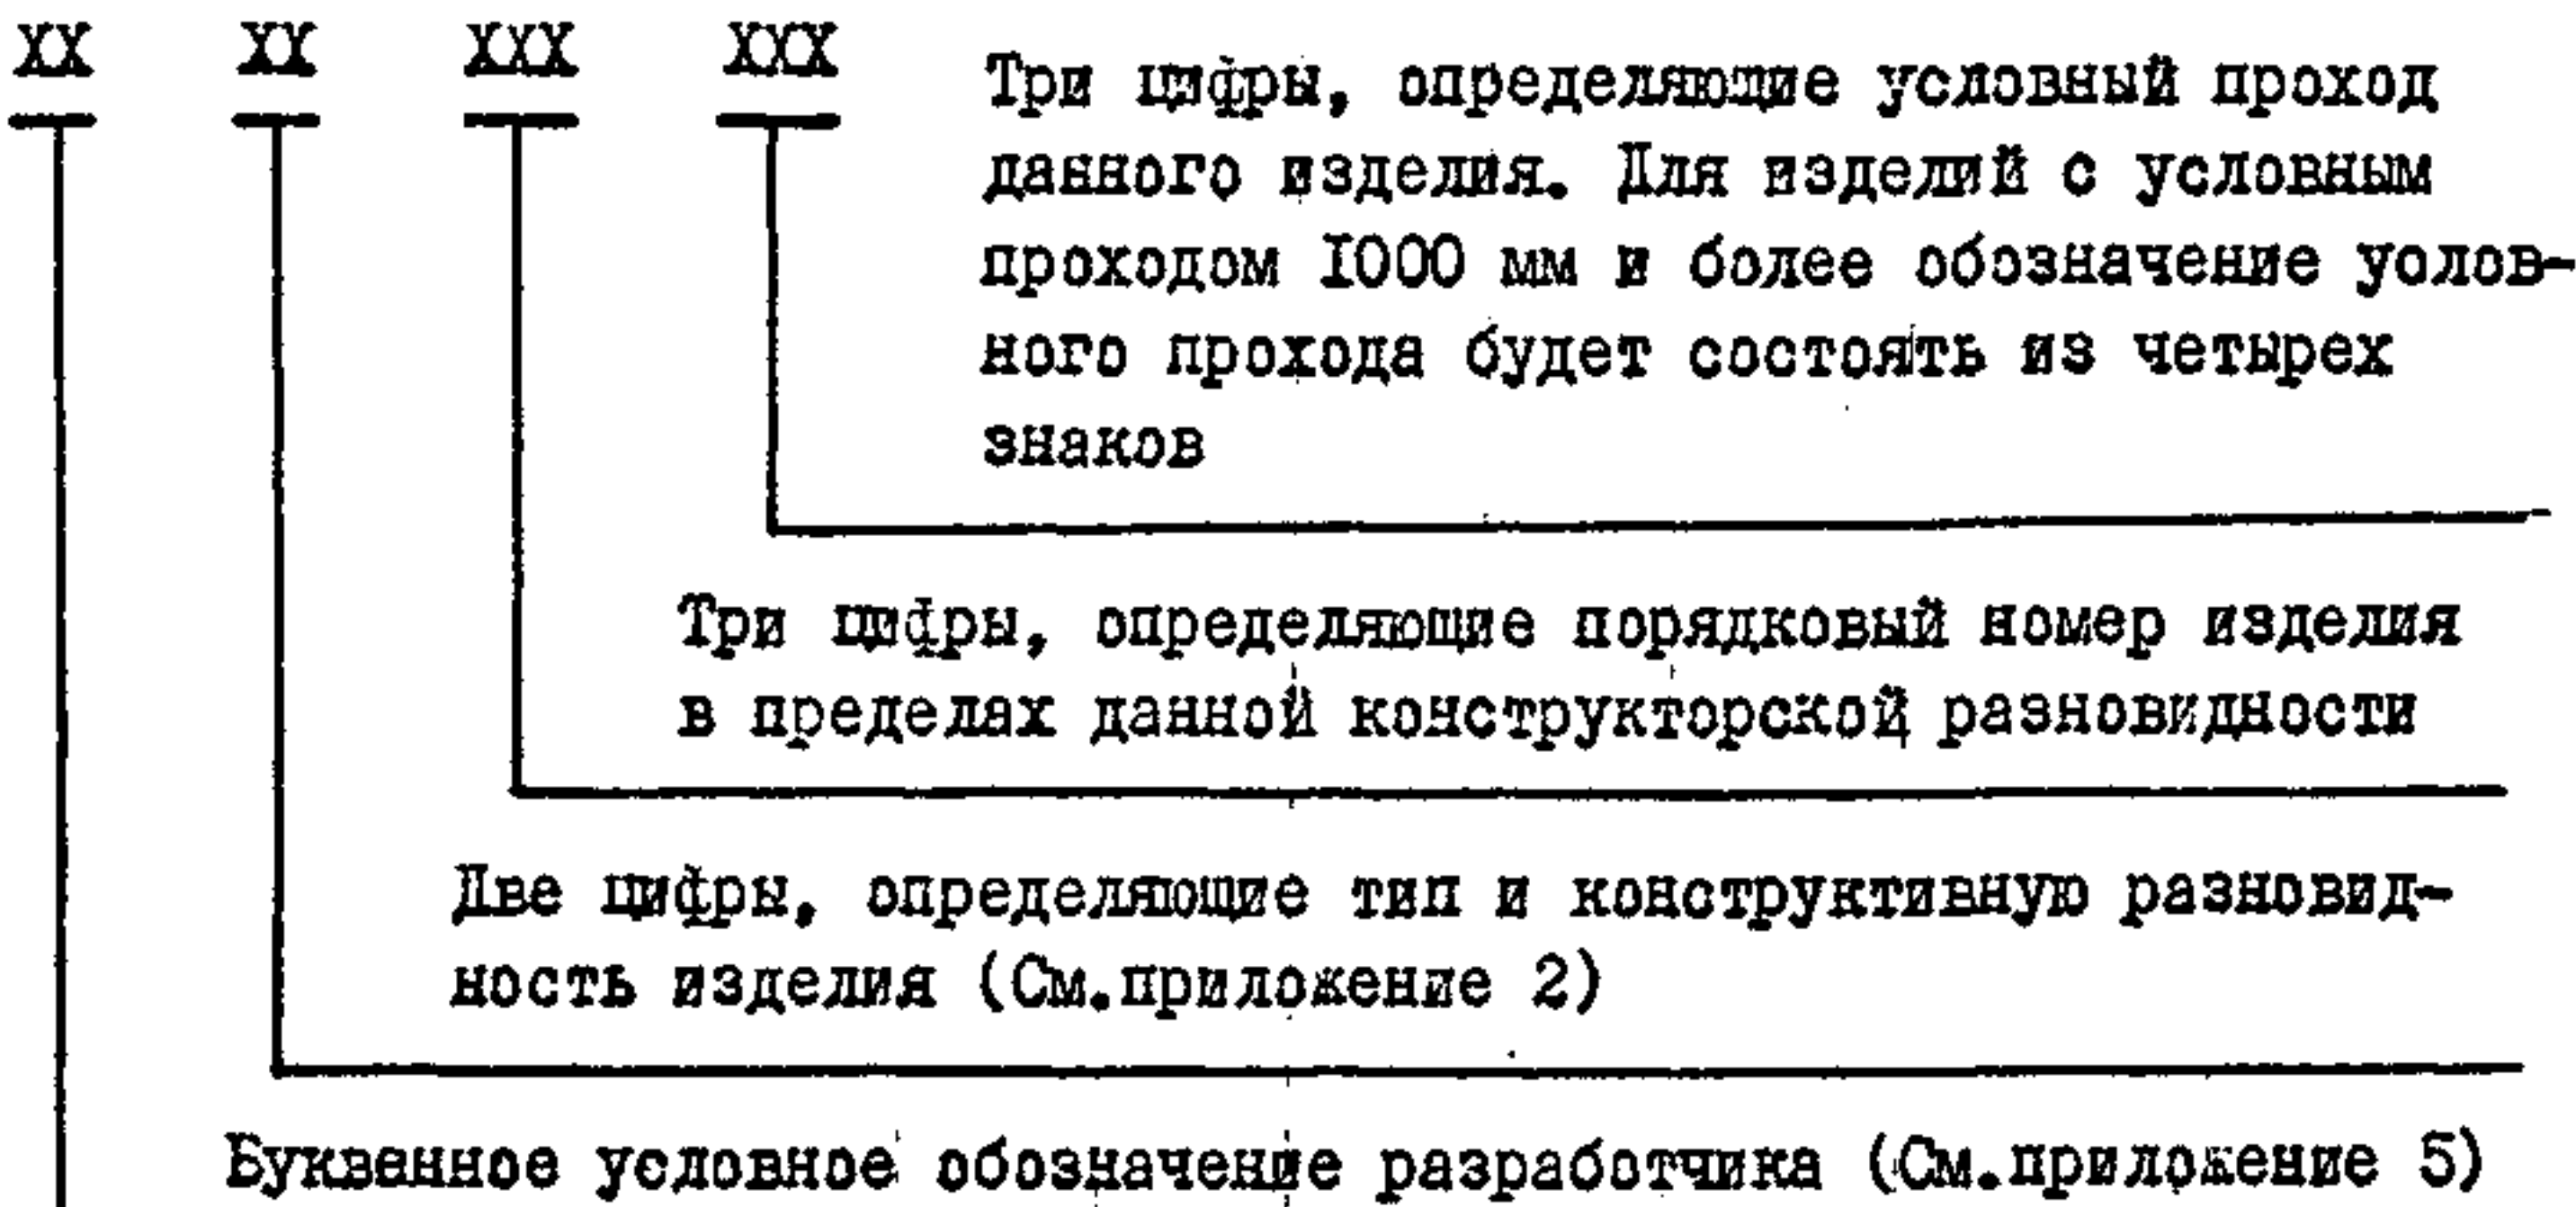 XX XX XXX XXX
Три цифры, определяющие условный проход
данного изделия. Для изделий с условным
проходом 1000 мм и более обозначение услов-
ного прохода будет состоять из четырех
знаков
Три цифры, определяющие порядковый номер изделия
в пределах данной конструкторской разновидности
Две цифры, определяющие тип и конструктивную разновид-
ность изделия (См.приложение 2)
Буквенное условное обозначение разработчика (См.приложение 5)